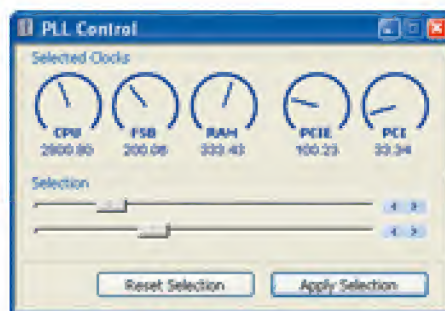 PLL Control
Selected Clocks
CPU FSB RAM PCIE PCI
2800.80 200.06 333.43 100.23 33.34
Selection
Reset Selection Apply Selection